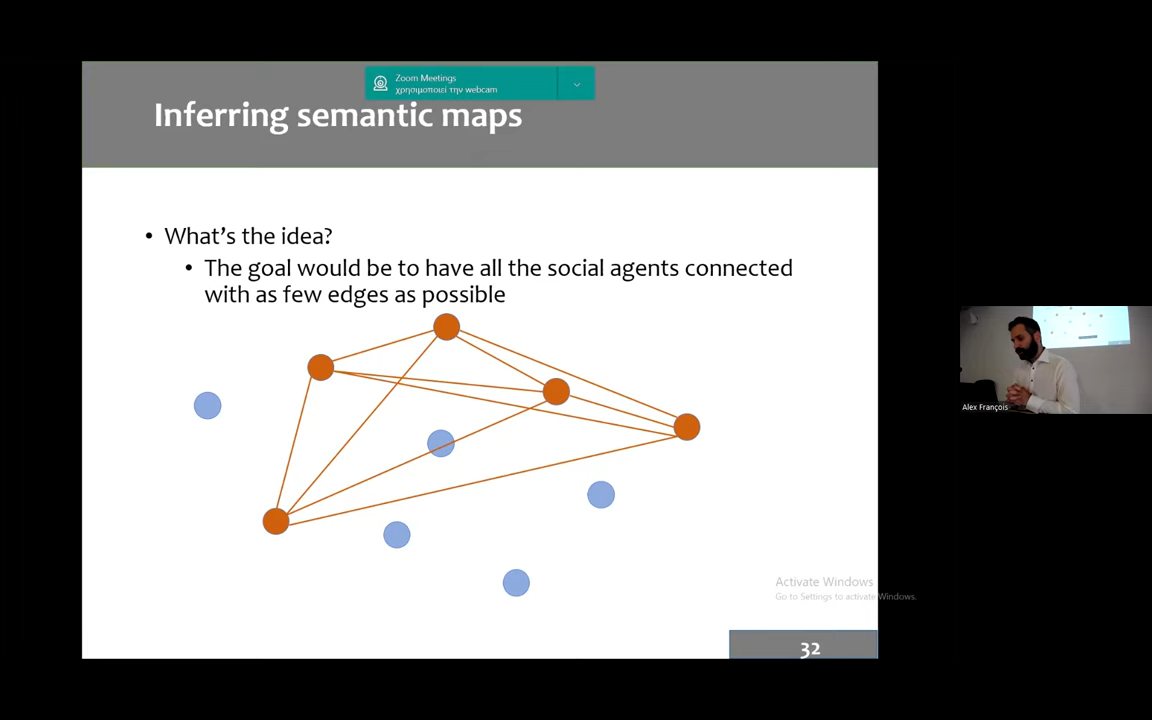 Zoom Meetings
χρησιμοποιεί την webcam
Inferring semantic maps
• What's the idea?
• The goal would be to have all the social agents connected
with as few edges as possible
Alex François
Activate Windows
Go to Settings to activate Windows.
32